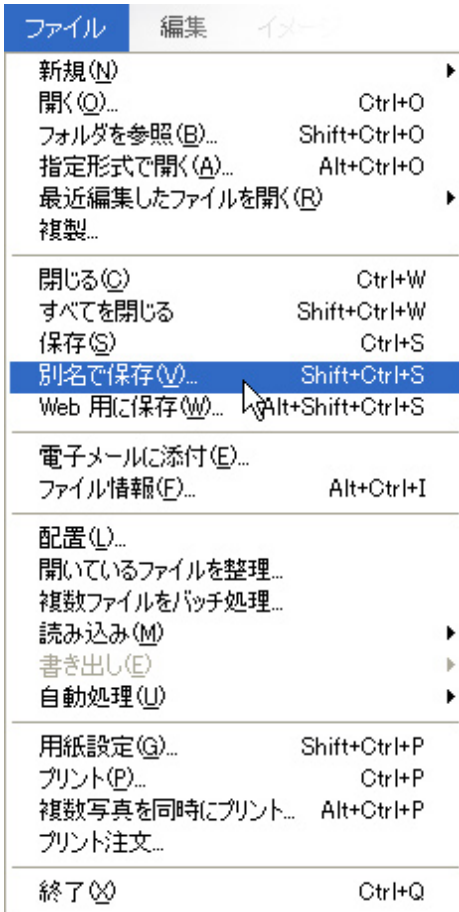 ファイル 編集 イメージ
新規(N)
開く(O)... Ctrl+O
フォルダを参照(B)... Shift+Ctrl+O
指定形式で開く(A)... Alt+Ctrl+O
最近編集したファイルを開く(R)
複製...
閉じる(C) Ctrl+W
すべてを閉じる Shift+Ctrl+W
保存(S) Ctrl+S
別名で保存(V)... Shift+Ctrl+S
Web 用に保存(W)... Alt+Shift+Ctrl+S
電子メールに添付(E)...
ファイル情報(F)... Alt+Ctrl+I
配置(L)...
開いているファイルを整理...
複数ファイルをバッチ処理...
読み込み(M)
書き出し(E)
自動処理(U)
用紙設定(G)... Shift+Ctrl+P
プリント(P)... Ctrl+P
複数写真を同時にプリント... Alt+Ctrl+P
プリント注文...
終了(X) Ctrl+Q